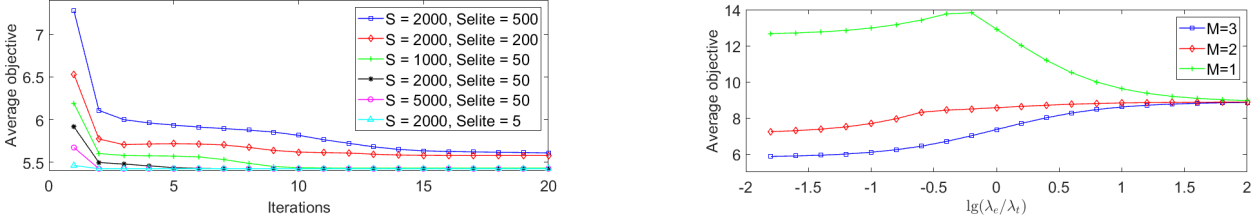 Average objective
7
6.5
6
5.5
0
5
10
15
20
Iterations
S = 2000, Selite = 500
S = 2000, Selite = 200
S = 1000, Selite = 50
S = 2000, Selite = 50
S = 5000, Selite = 50
S = 2000, Selite = 5
Average objective
14
12
10
8
6
-2
-1.5
-1
-0.5
0
0.5
1
1.5
2
lg(λe/λt)
M=3
M=2
M=1